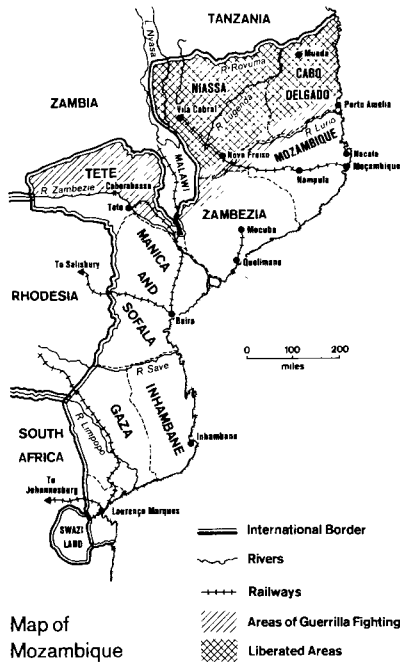 TANZANIA
L. Nyasa
R. Rovuma
Mueda
NIASSA
CABO
DELGADO
Vila Cabral
R. Lugenda
Porto Amelia
ZAMBIA
R. Lurio
Nova Freixo
MOZAMBIQUE
Nacala
Moçambique
Nampula
MALAWI
TETE
R Zambezie
Caborabassa
Tete
ZAMBEZIA
Mocuba
Quelimane
MANICA
AND
SOFALA
To Salisbury
RHODESIA
Beira
0 100 200
miles
R Save
INHAMBANE
GAZA
R Limpopo
SOUTH
AFRICA
Inhambane
To
Johannesburg
Lourenço Marques
SWAZI
LAND
International Border
Rivers
Railways
Areas of Guerrilla Fighting
Liberated Areas
Map of
Mozambique